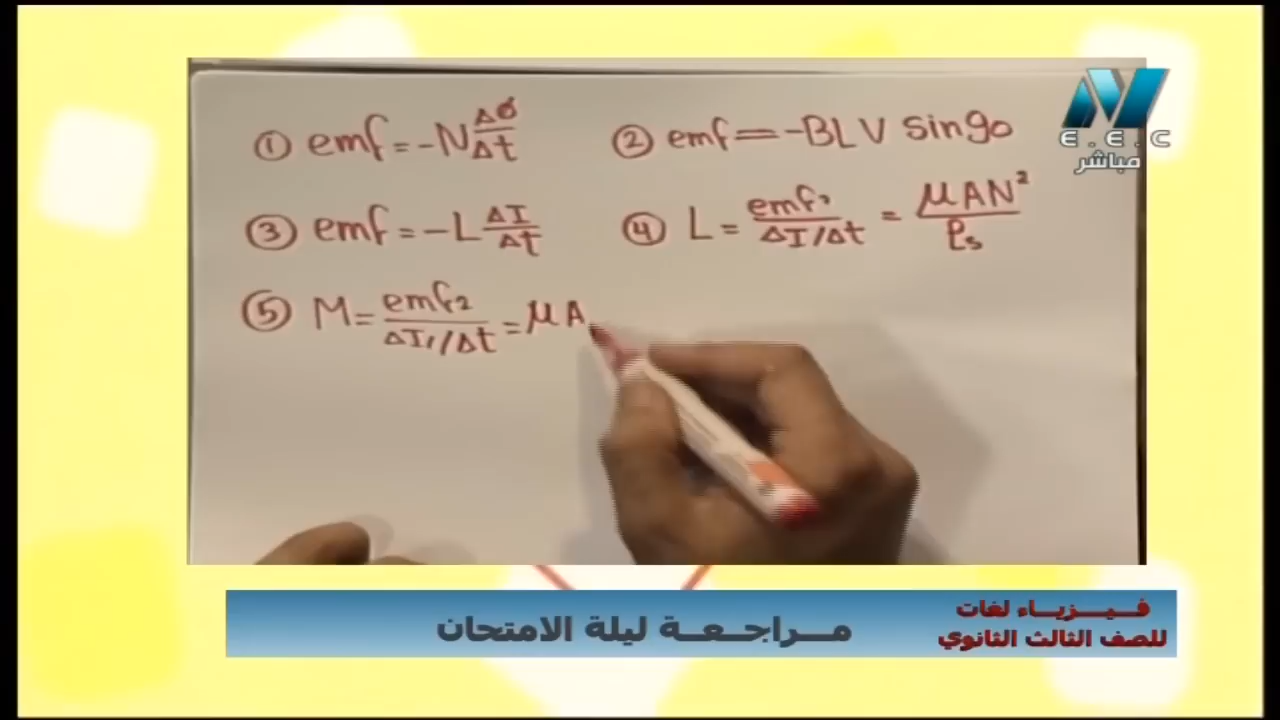 ① emf = -N Δφ/Δt
② emf = -BLV Sin90
E.E.C
مباشر
③ emf = -L ΔI/Δt
④ L = emf₂/ΔI/Δt = μAN²/ℓs
⑤ M = emf₂/ΔI₁/Δt = μA
فيزياء لغات
للصف الثالث الثانوي
مراجعة ليلة الامتحان